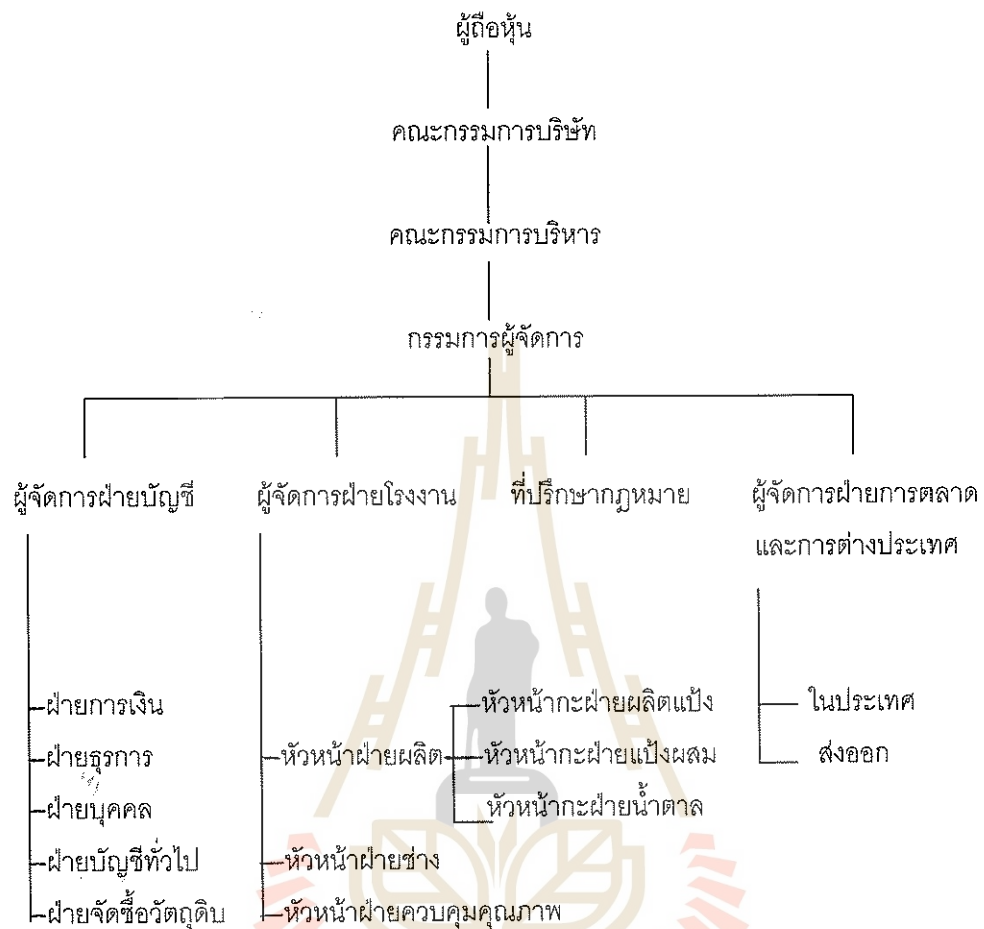 ผู้ถือหุ้น
คณะกรรมการบริษัท
คณะกรรมการบริหาร
กรรมการผู้จัดการ
ผู้จัดการฝ่ายบัญชี
ผู้จัดการฝ่ายโรงงาน
ที่ปรึกษากฎหมาย
ผู้จัดการฝ่ายการตลาด
และการต่างประเทศ
ฝ่ายการเงิน
ฝ่ายธุรการ
ฝ่ายบุคคล
ฝ่ายบัญชีทั่วไป
ฝ่ายจัดซื้อวัตถุดิบ
หัวหน้าฝ่ายผลิต
หัวหน้ากะฝ่ายผลิตแป้ง
หัวหน้ากะฝ่ายแป้งผสม
หัวหน้ากะฝ่ายน้ำตาล
หัวหน้าฝ่ายช่าง
หัวหน้าฝ่ายควบคุมคุณภาพ
ในประเทศ
ส่งออก